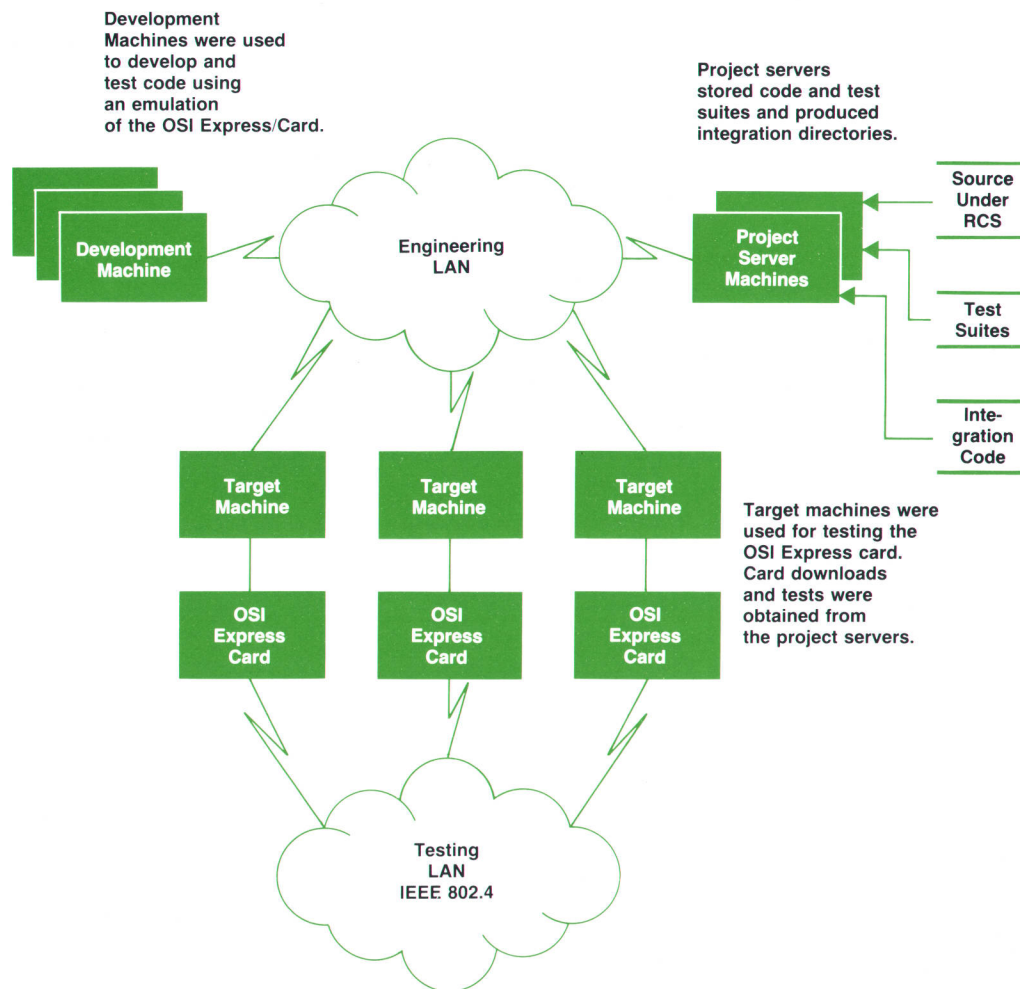 Development
Machines were used
to develop and
test code using
an emulation
of the OSI Express/Card.
Project servers
stored code and test
suites and produced
integration directories.
Development
Machine
Engineering
LAN
Project
Server
Machines
Source
Under
RCS
Test
Suites
Inte-
gration
Code
Target
Machine
Target
Machine
Target
Machine
Target machines were
used for testing the
OSI Express card.
Card downloads
and tests were
obtained from
the project servers.
OSI
Express
Card
OSI
Express
Card
OSI
Express
Card
Testing
LAN
IEEE 802.4